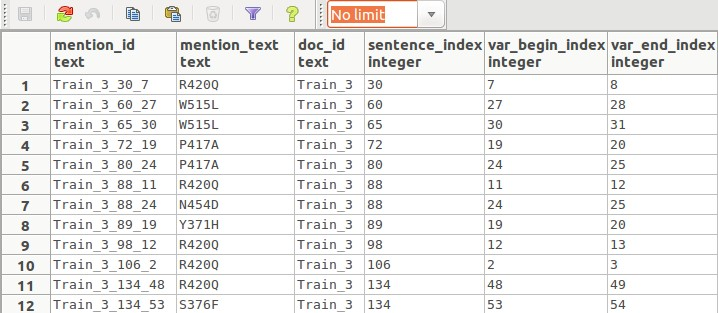 No limit
mention_id mention_text doc_id sentence_index var_begin_index var_end_index
text text text integer integer integer
1 Train_3_30_7 R420Q Train_3 30 7 8
2 Train_3_60_27 W515L Train_3 60 27 28
3 Train_3_65_30 W515L Train_3 65 30 31
4 Train_3_72_19 P417A Train_3 72 19 20
5 Train_3_80_24 P417A Train_3 80 24 25
6 Train_3_88_11 R420Q Train_3 88 11 12
7 Train_3_88_24 N454D Train_3 88 24 25
8 Train_3_89_19 Y371H Train_3 89 19 20
9 Train_3_98_12 R420Q Train_3 98 12 13
10 Train_3_106_2 R420Q Train_3 106 2 3
11 Train_3_134_48 R420Q Train_3 134 48 49
12 Train_3_134_53 S376F Train_3 134 53 54